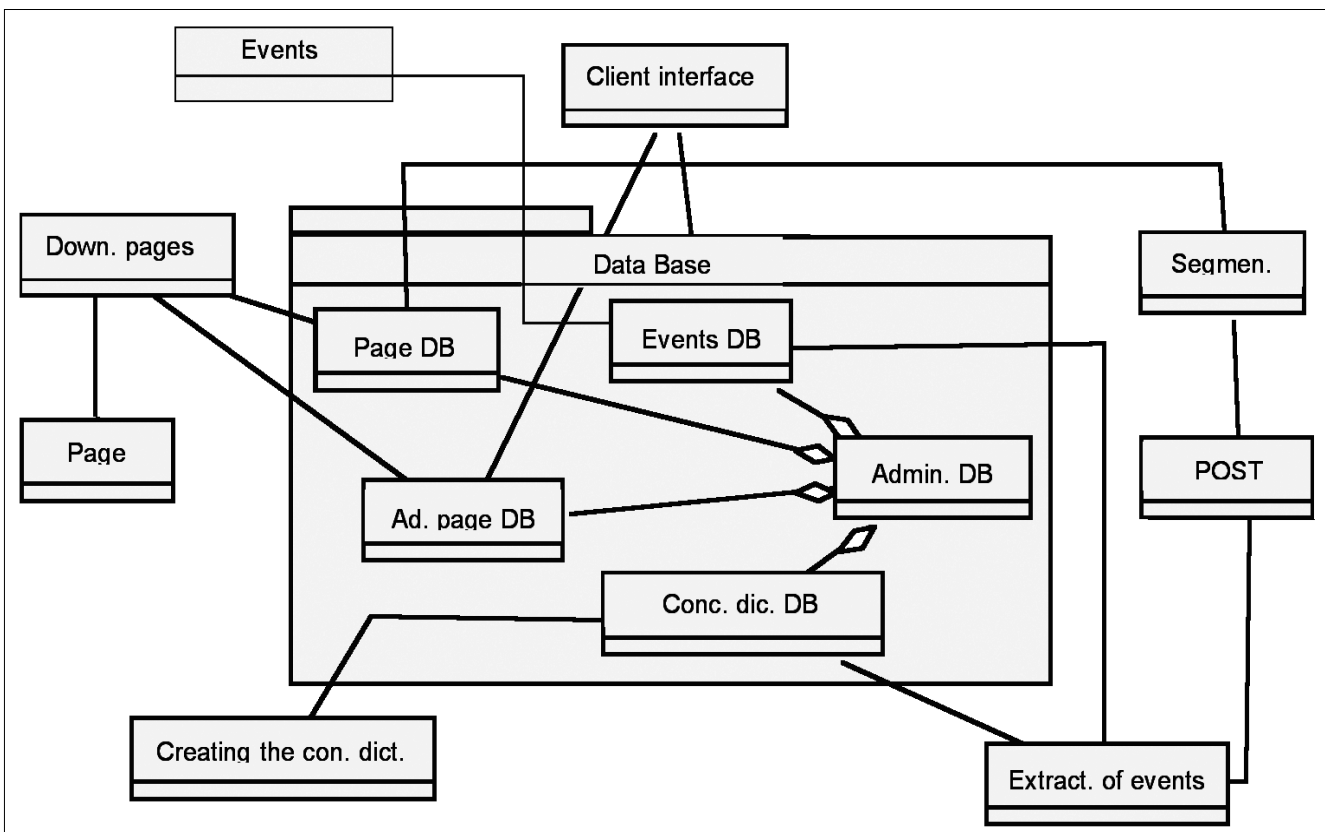 Events
Client interface
Down. pages
Segmen.
Data Base
Page DB
Events DB
Page
Admin. DB
POST
Ad. page DB
Conc. dic. DB
Creating the con. dict.
Extract. of events